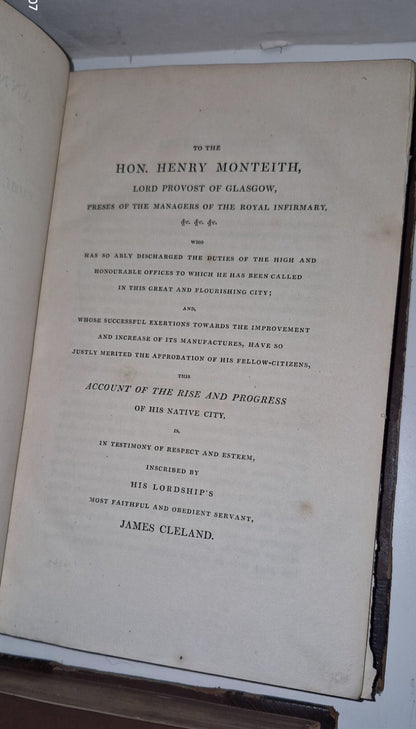 TO THE
HON. HENRY MONTEITH,
LORD PROVOST OF GLASGOW,
PRESES OF THE MANAGERS OF THE ROYAL INFIRMARY,
&c. &c. &c.
WHO
HAS SO ABLY DISCHARGED THE DUTIES OF THE HIGH AND
HONOURABLE OFFICES TO WHICH HE HAS BEEN CALLED
IN THIS GREAT AND FLOURISHING CITY;
AND,
WHOSE SUCCESSFUL EXERTIONS TOWARDS THE IMPROVEMENT
AND INCREASE OF ITS MANUFACTURES, HAVE SO
JUSTLY MERITED THE APPROBATION OF HIS FELLOW-CITIZENS,
THIS
ACCOUNT OF THE RISE AND PROGRESS
OF HIS NATIVE CITY,
IS,
IN TESTIMONY OF RESPECT AND ESTEEM,
INSCRIBED BY
HIS LORDSHIP'S
MOST FAITHFUL AND OBEDIENT SERVANT,
JAMES CLELAND.